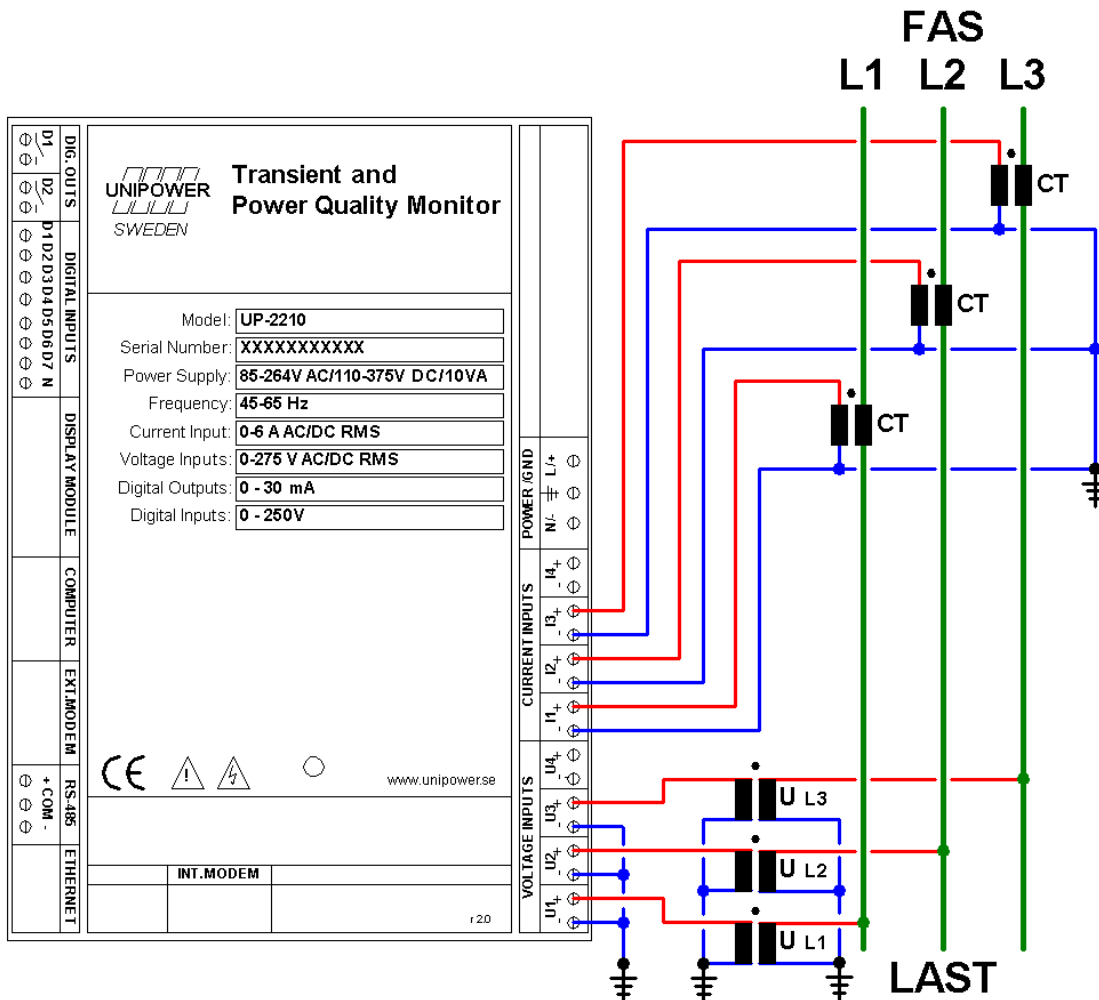 FAS
L1 L2 L3
CT
CT
CT
D1
D2
DIG. OUTS
D1 D2 D3 D4 D5 D6 D7 N
DIGITAL INPUTS
DISPLAY MODULE
COMPUTER
EXT.MODEM
+ COM -
RS-485
ETHERNET
UNIPOWER
SWEDEN
Transient and
Power Quality Monitor
Model: UP-2210
Serial Number: XXXXXXXXXXX
Power Supply: 85-264V AC/110-375V DC/10VA
Frequency: 45-65 Hz
Current Input: 0-6 A AC/DC RMS
Voltage Inputs: 0-275 V AC/DC RMS
Digital Outputs: 0 - 30 mA
Digital Inputs: 0 - 250V
CE
www.unipower.se
INT.MODEM
r 2.0
POWER /GND
L/+
N/-
CURRENT INPUTS
I4 + -
I3 + -
I2 + -
I1 + -
VOLTAGE INPUTS
U4 + -
U3 + -
U2 + -
U1 + -
U L3
U L2
U L1
LAST